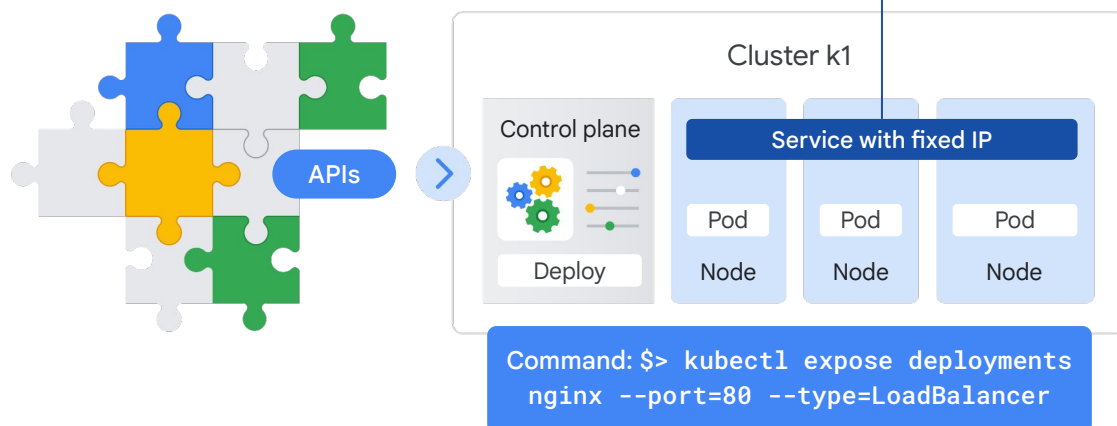 APIs
Cluster k1
Control plane
Deploy
Service with fixed IP
Pod
Pod
Pod
Node
Node
Node
Command: $> kubectl expose deployments
nginx --port=80 --type=LoadBalancer